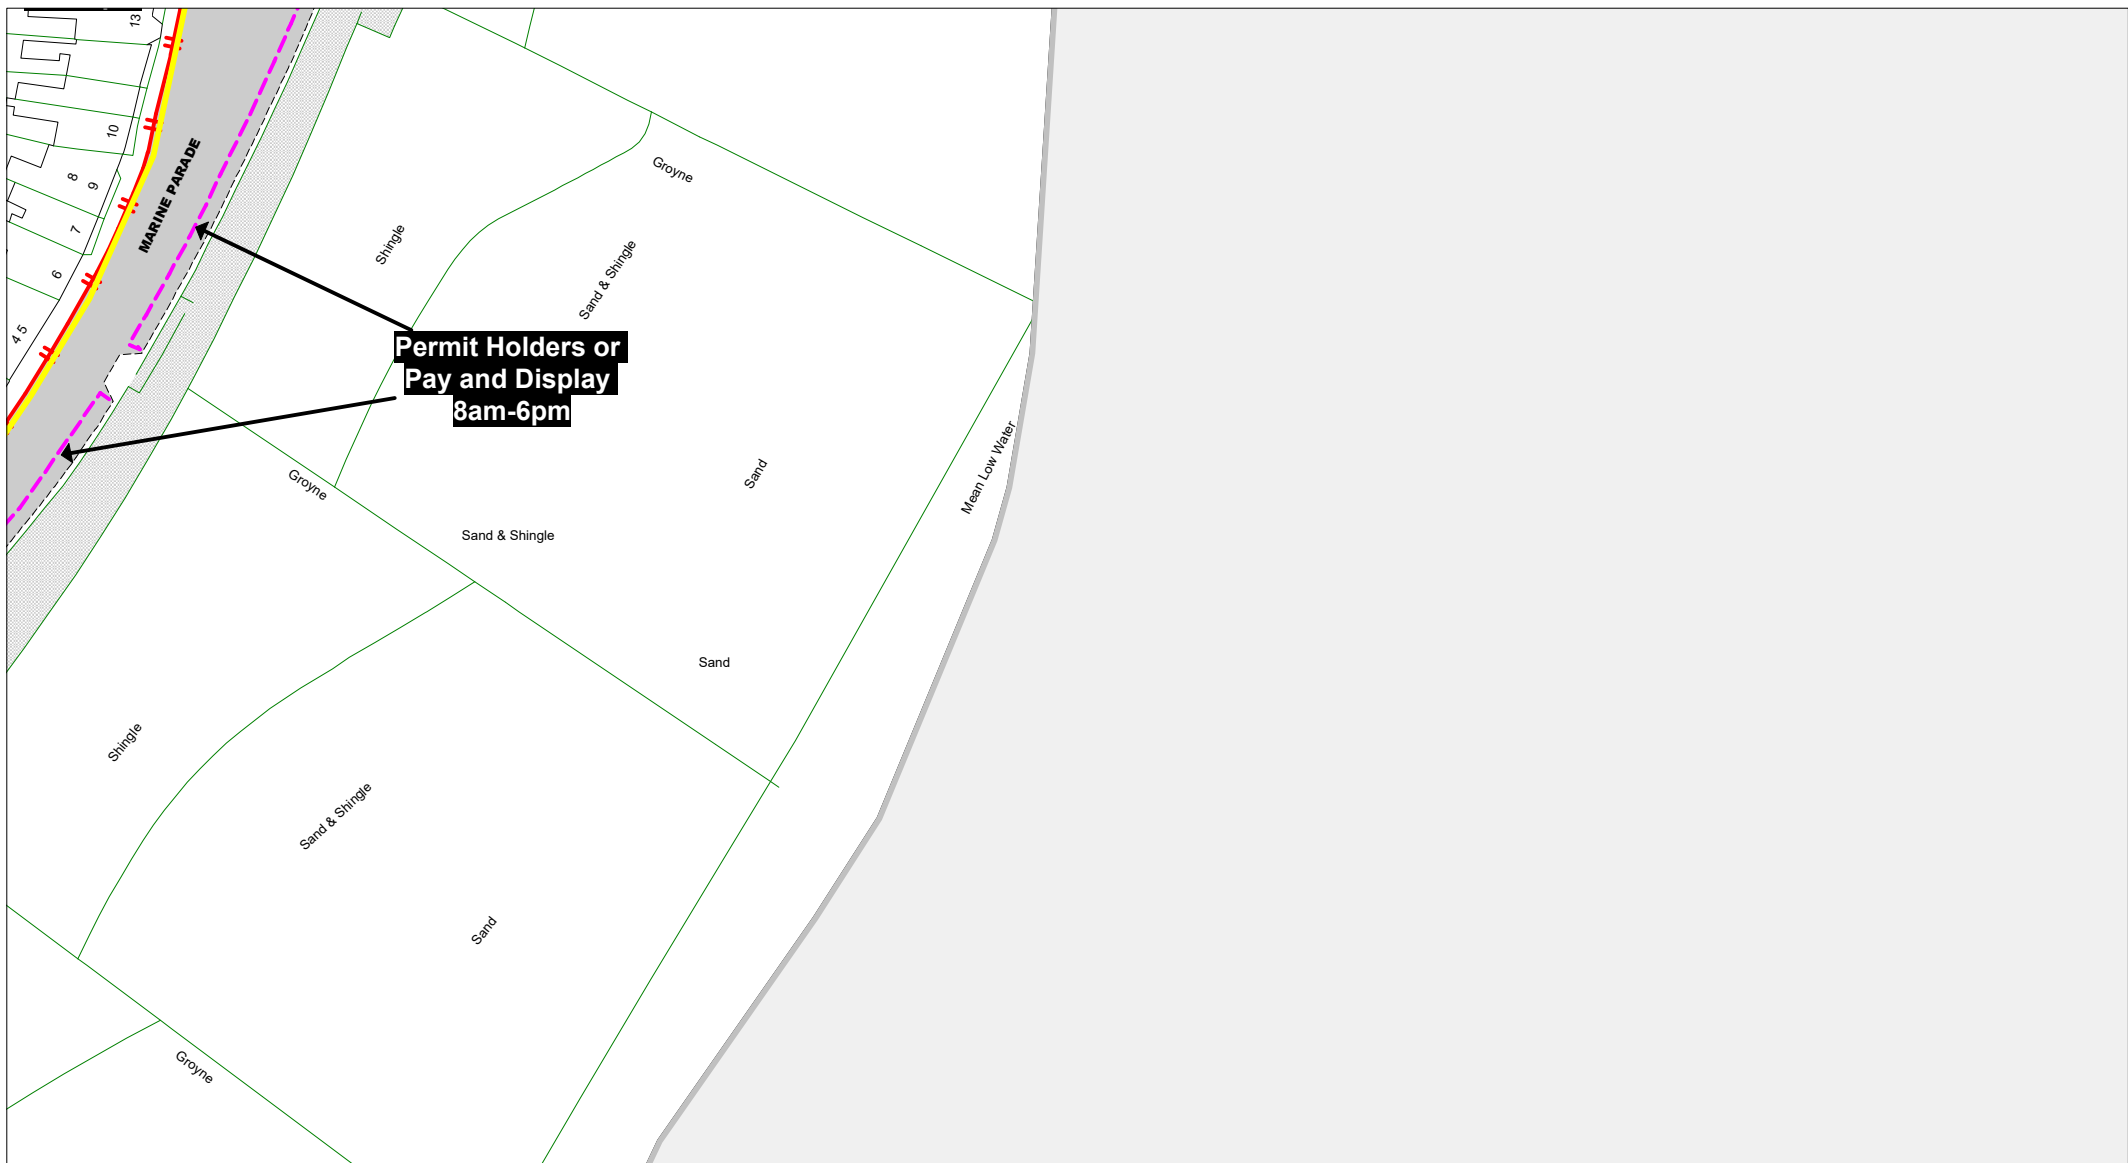 13
10
8
9
7
6
5
4
MARINE PARADE
Groyne
Shingle
Sand & Shingle
Permit Holders or
Pay and Display
8am-6pm
Mean Low Water
Sand
Groyne
Sand & Shingle
Sand
Shingle
Sand & Shingle
Sand
Groyne